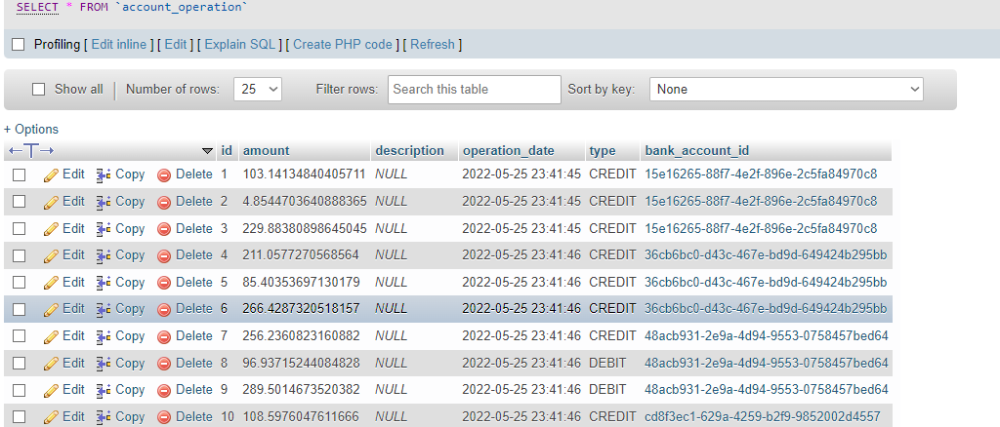 SELECT * FROM `account_operation`
Profiling [ Edit inline ] [ Edit ] [ Explain SQL ] [ Create PHP code ] [ Refresh ]
Show all | Number of rows: 25 Filter rows: Search this table Sort by key: None
+ Options
←T→ id amount description operation_date type bank_account_id
Edit Copy Delete 1 103.14134840405711 NULL 2022-05-25 23:41:45 CREDIT 15e16265-88f7-4e2f-896e-2c5fa84970c8
Edit Copy Delete 2 4.8544703640888365 NULL 2022-05-25 23:41:45 CREDIT 15e16265-88f7-4e2f-896e-2c5fa84970c8
Edit Copy Delete 3 229.88380898645045 NULL 2022-05-25 23:41:45 CREDIT 15e16265-88f7-4e2f-896e-2c5fa84970c8
Edit Copy Delete 4 211.0577270568564 NULL 2022-05-25 23:41:46 CREDIT 36cb6bc0-d43c-467e-bd9d-649424b295bb
Edit Copy Delete 5 85.40353697130179 NULL 2022-05-25 23:41:46 CREDIT 36cb6bc0-d43c-467e-bd9d-649424b295bb
Edit Copy Delete 6 266.4287320518157 NULL 2022-05-25 23:41:46 CREDIT 36cb6bc0-d43c-467e-bd9d-649424b295bb
Edit Copy Delete 7 256.2360823160882 NULL 2022-05-25 23:41:46 CREDIT 48acb931-2e9a-4d94-9553-0758457bed64
Edit Copy Delete 8 96.93715244084828 NULL 2022-05-25 23:41:46 DEBIT 48acb931-2e9a-4d94-9553-0758457bed64
Edit Copy Delete 9 289.5014673520382 NULL 2022-05-25 23:41:46 DEBIT 48acb931-2e9a-4d94-9553-0758457bed64
Edit Copy Delete 10 108.5976047611666 NULL 2022-05-25 23:41:46 CREDIT cd8f3ec1-629a-4259-b2f9-9852002d4557